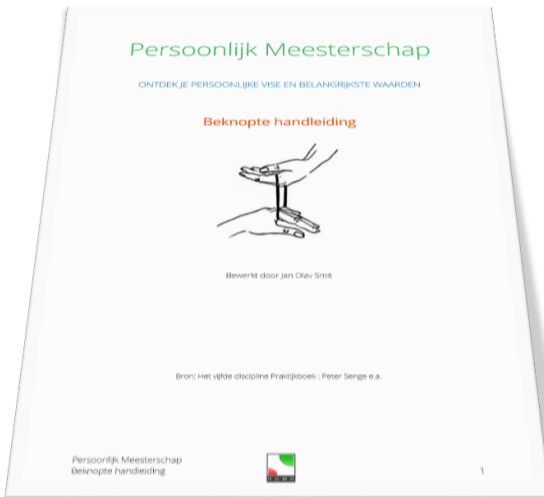 Persoonlijk Meesterschap
ONTDEK JE PERSOONLIJKE VISE EN BELANGRIJKSTE WAARDEN
Beknopte handleiding
Bewerkt door Jan Olav Smit
Bron: Het vijfde discipline Praktijkboek : Peter Senge e.a.
Persoonlijk Meesterschap
Beknopte handleiding
1